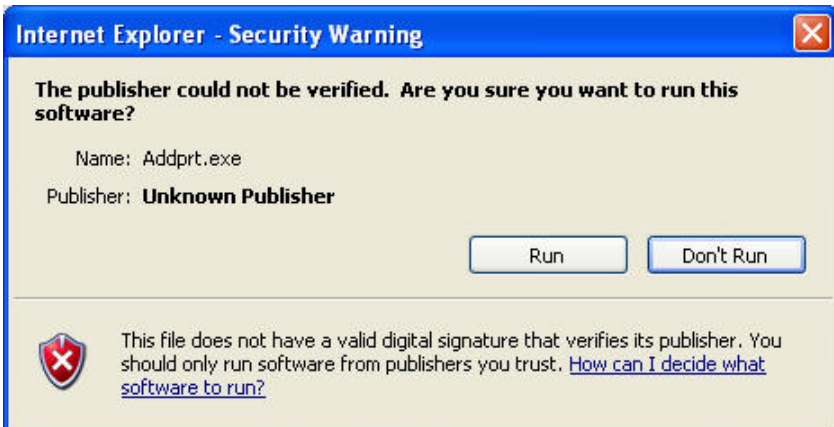 Internet Explorer - Security Warning
The publisher could not be verified. Are you sure you want to run this
software?
Name: Addprt.exe
Publisher: Unknown Publisher
Run Don't Run
This file does not have a valid digital signature that verifies its publisher. You
should only run software from publishers you trust. How can I decide what
software to run?